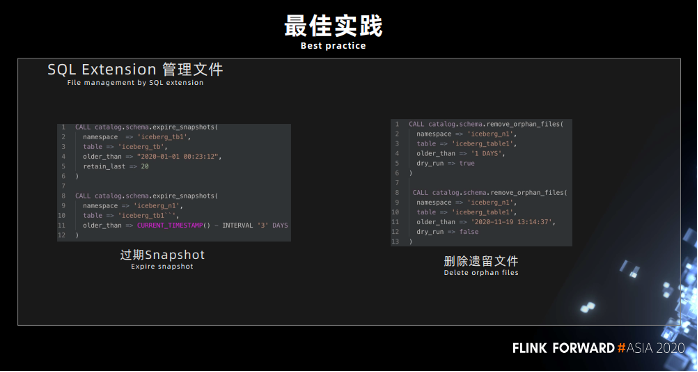 最佳实践
Best practice
SQL Extension 管理文件
File management by SQL extension
1 CALL catalog.schema.expire_snapshots(
2 namespace => 'iceberg_tb1',
3 table => 'iceberg_tb',
4 older_than => "2020-01-01 00:23:12",
5 retain_last => 20
6 )
7
8 CALL catalog.schema.expire_snapshots(
9 namespace => 'iceberg_n1',
10 table => 'iceberg_tb1``',
11 older_than => CURRENT_TIMESTAMP() - INTERVAL "3" DAYS
12 )
过期Snapshot
Expire snapshot
1 CALL catalog.schema.remove_orphan_files(
2 namespace => 'iceberg_n1',
3 table => 'iceberg_table1',
4 older_than => '1 DAYS',
5 dry_run => true
6 )
7
8 CALL catalog.schema.remove_orphan_files(
9 namespace => 'iceberg_n1',
10 table => 'iceberg_table1',
11 older_than => '2020-11-19 13:14:37',
12 dry_run => false
13 )
删除遗留文件
Delete orphan files
FLINK FORWARD #ASIA 2020